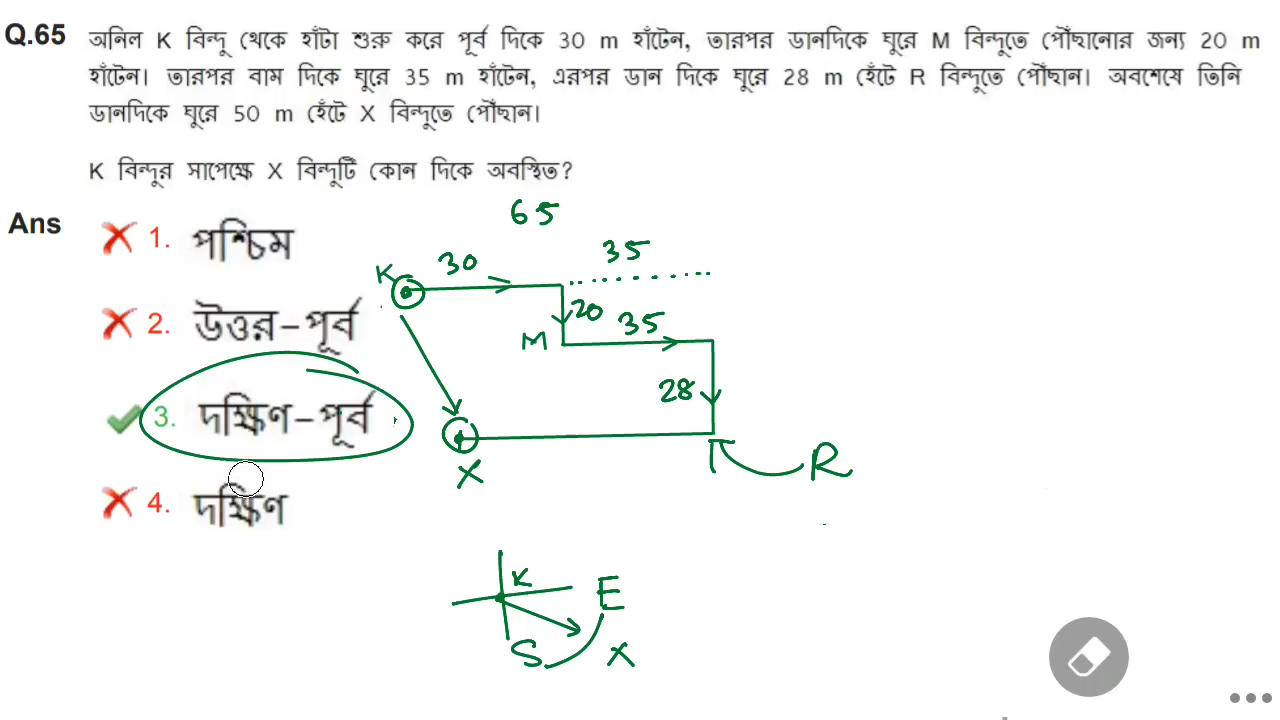 Q.65 অনিল K বিন্দু থেকে হাঁটা শুরু করে পূর্ব দিকে 30 m হাঁটেন, তারপর ডানদিকে ঘুরে M বিন্দুতে পৌঁছানোর জন্য 20 m
হাঁটেন। তারপর বাম দিকে ঘুরে 35 m হাঁটেন, এরপর ডান দিকে ঘুরে 28 m হেঁটে R বিন্দুতে পৌঁছান। অবশেষে তিনি
ডানদিকে ঘুরে 50 m হেঁটে X বিন্দুতে পৌঁছান।
K বিন্দুর সাপেক্ষে X বিন্দুটি কোন দিকে অবস্থিত?
Ans
1. পশ্চিম
2. উত্তর-পূর্ব
3. দক্ষিণ-পূর্ব
4. দক্ষিণ
65
35
K 30
20
M 35
28
R
X
K E
S X